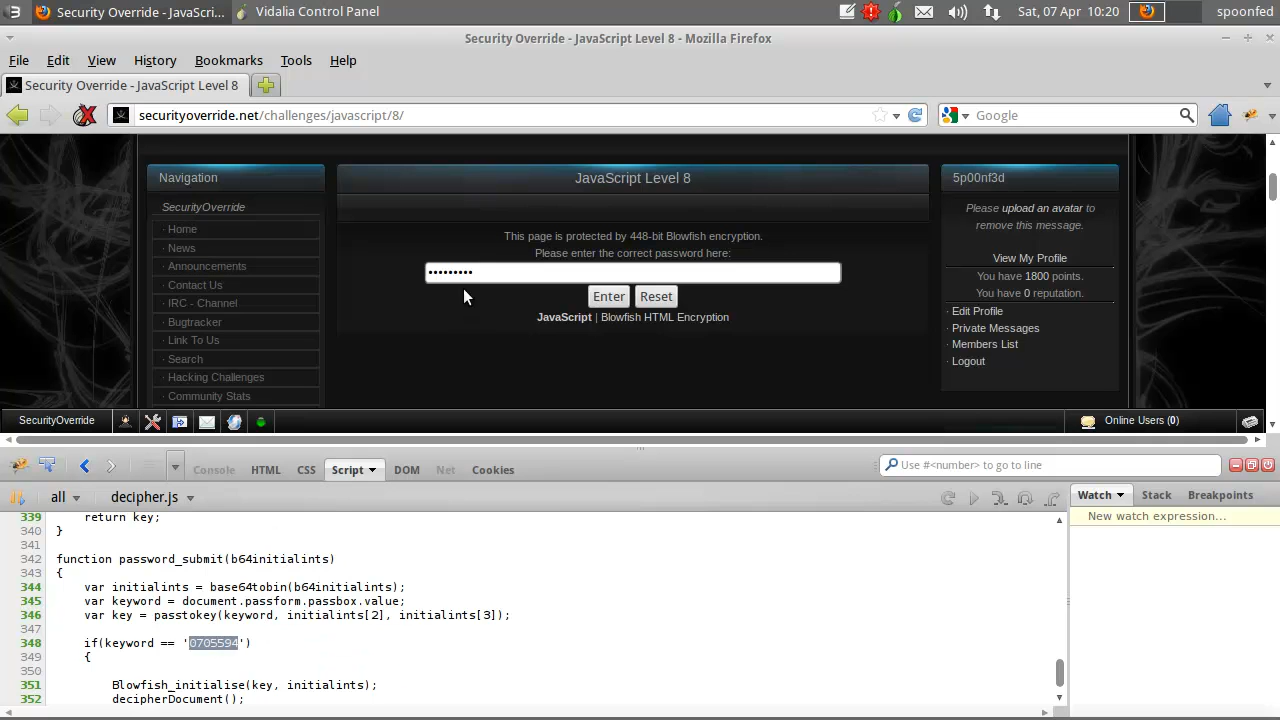 Security Override - JavaScri...
Vidalia Control Panel
Sat, 07 Apr 10:20
spoonfed
Security Override - JavaScript Level 8 - Mozilla Firefox
File Edit View History Bookmarks Tools Help
Security Override - JavaScript Level 8
securityoverride.net/challenges/javascript/8/
Google
Navigation
SecurityOverride
· Home
· News
· Announcements
· Contact Us
· IRC - Channel
· Bugtracker
· Link To Us
· Search
· Hacking Challenges
· Community Stats
JavaScript Level 8
This page is protected by 448-bit Blowfish encryption.
Please enter the correct password here:
•••••••••
Enter Reset
JavaScript | Blowfish HTML Encryption
5p00nf3d
Please upload an avatar to
remove this message.
View My Profile
You have 1800 points.
You have 0 reputation.
· Edit Profile
· Private Messages
· Members List
· Logout
SecurityOverride
Online Users (0)
Console HTML CSS Script DOM Net Cookies
Use #<number> to go to line
all decipher.js
Watch Stack Breakpoints
New watch expression...
339 return key;
340 }
341
342 function password_submit(b64initialints)
343 {
344 var initialints = base64tobin(b64initialints);
345 var keyword = document.passform.passbox.value;
346 var key = passtokey(keyword, initialints[2], initialints[3]);
347
348 if(keyword == '0705594')
349 {
350
351 Blowfish_initialise(key, initialints);
352 decipherDocument();